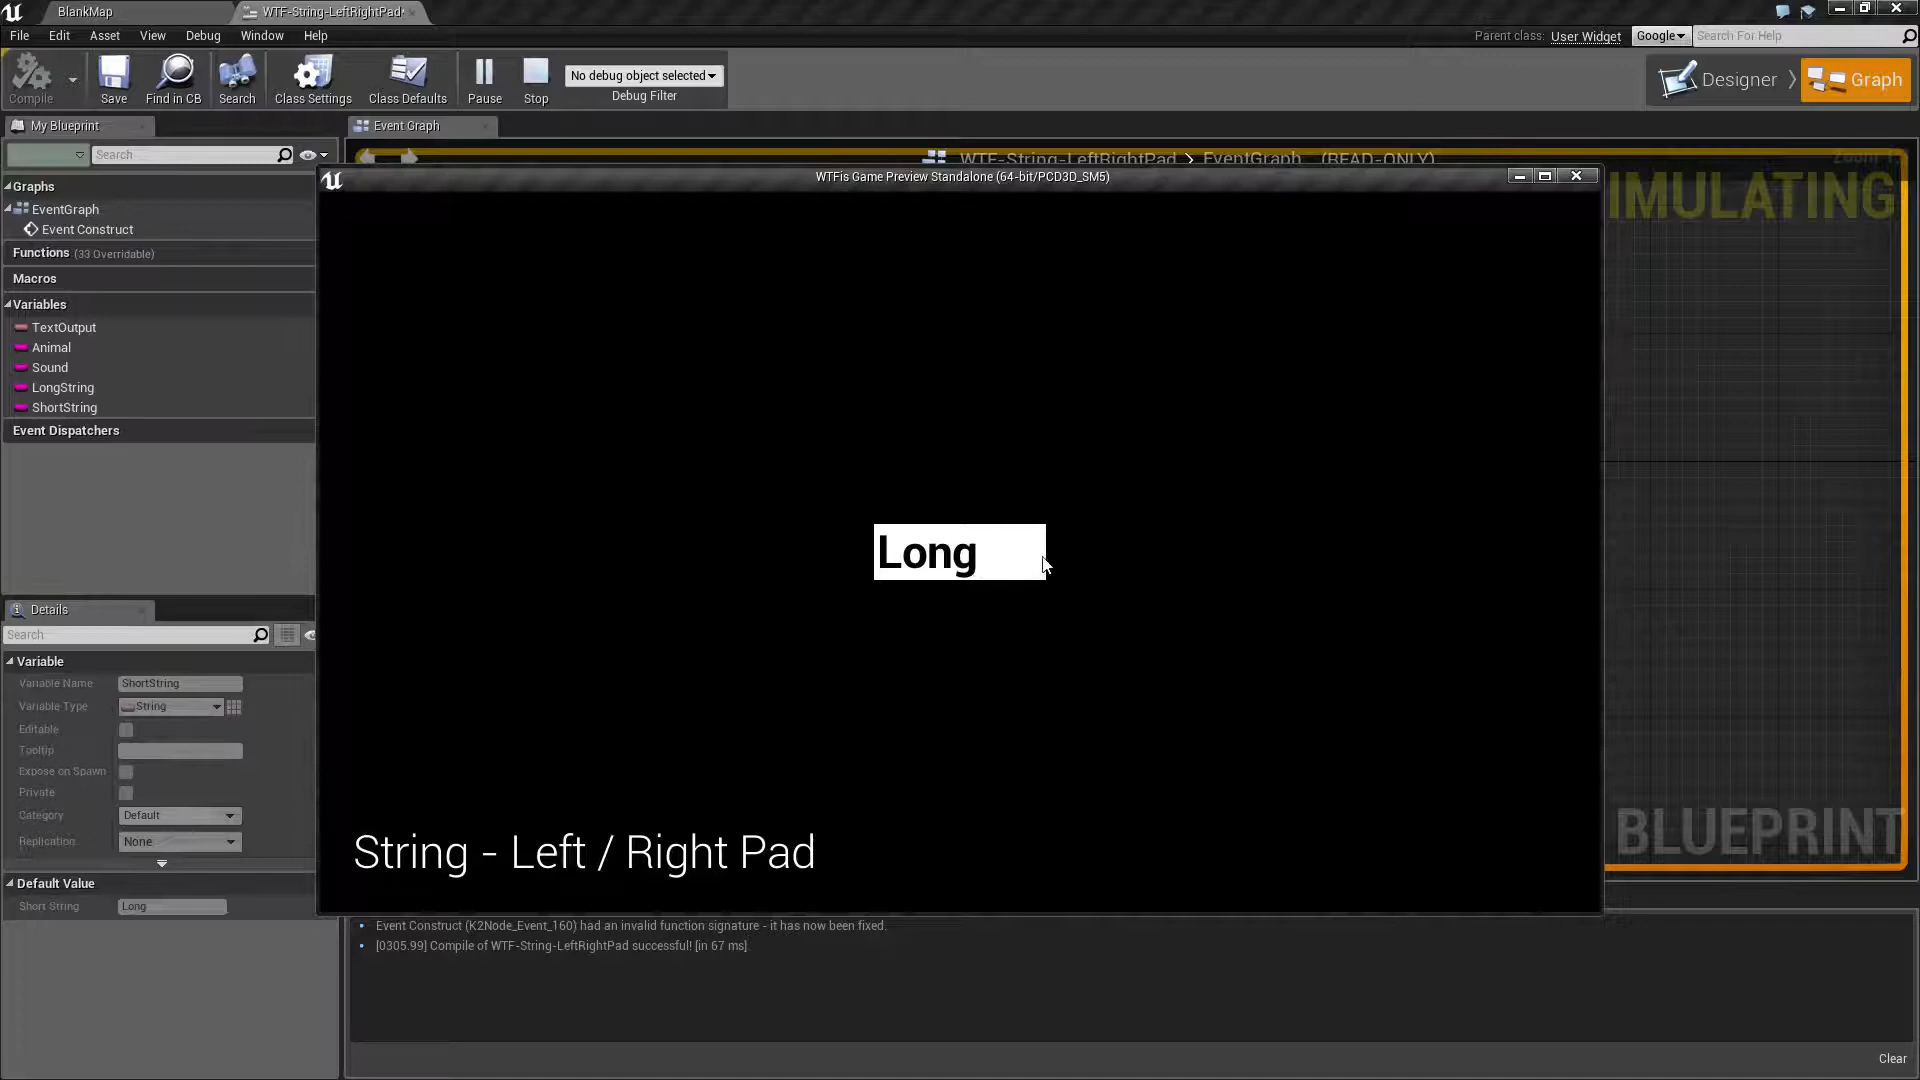 BlankMap
WTF-String-LeftRightPad*
File Edit Asset View Debug Window Help
Parent class: User Widget Google Search For Help
Compile Save Find in CB Search Class Settings Class Defaults Pause Stop
No debug object selected
Debug Filter
Designer Graph
My Blueprint
Event Graph
Search
WTF-String-LeftRightPad > EventGraph (READ-ONLY)
WTFis Game Preview Standalone (64-bit/PCD3D_SM5)
IMULATING
Graphs
EventGraph
Event Construct
Functions (33 Overridable)
Macros
Variables
TextOutput
Animal
Sound
LongString
ShortString
Event Dispatchers
Long
Details
Search
Variable
Variable Name ShortString
Variable Type String
Editable
Tooltip
Expose on Spawn
Private
Category Default
Replication None
Default Value
Short String Long
String - Left / Right Pad
BLUEPRINT
Event Construct (K2Node_Event_160) had an invalid function signature - it has now been fixed.
[0305.99] Compile of WTF-String-LeftRightPad successful! [in 67 ms]
Clear